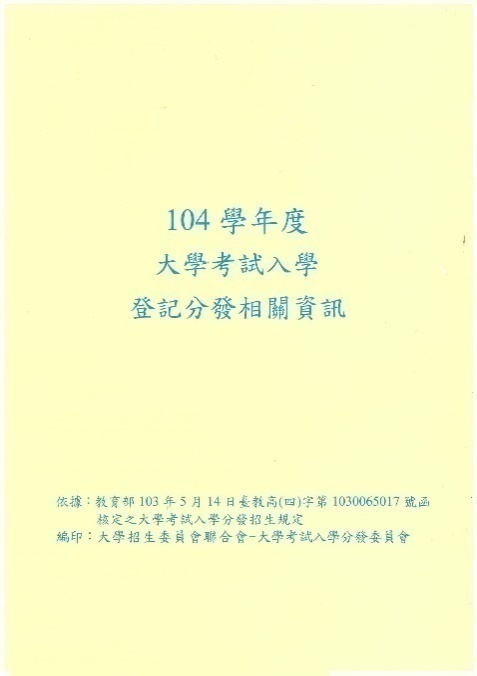 104 學年度
大學考試入學
登記分發相關資訊
依據：教育部 103 年 5 月 14 日臺教高(四)字第 1030065017 號函
核定之大學考試入學分發招生規定
編印：大學招生委員會聯合會-大學考試入學分發委員會